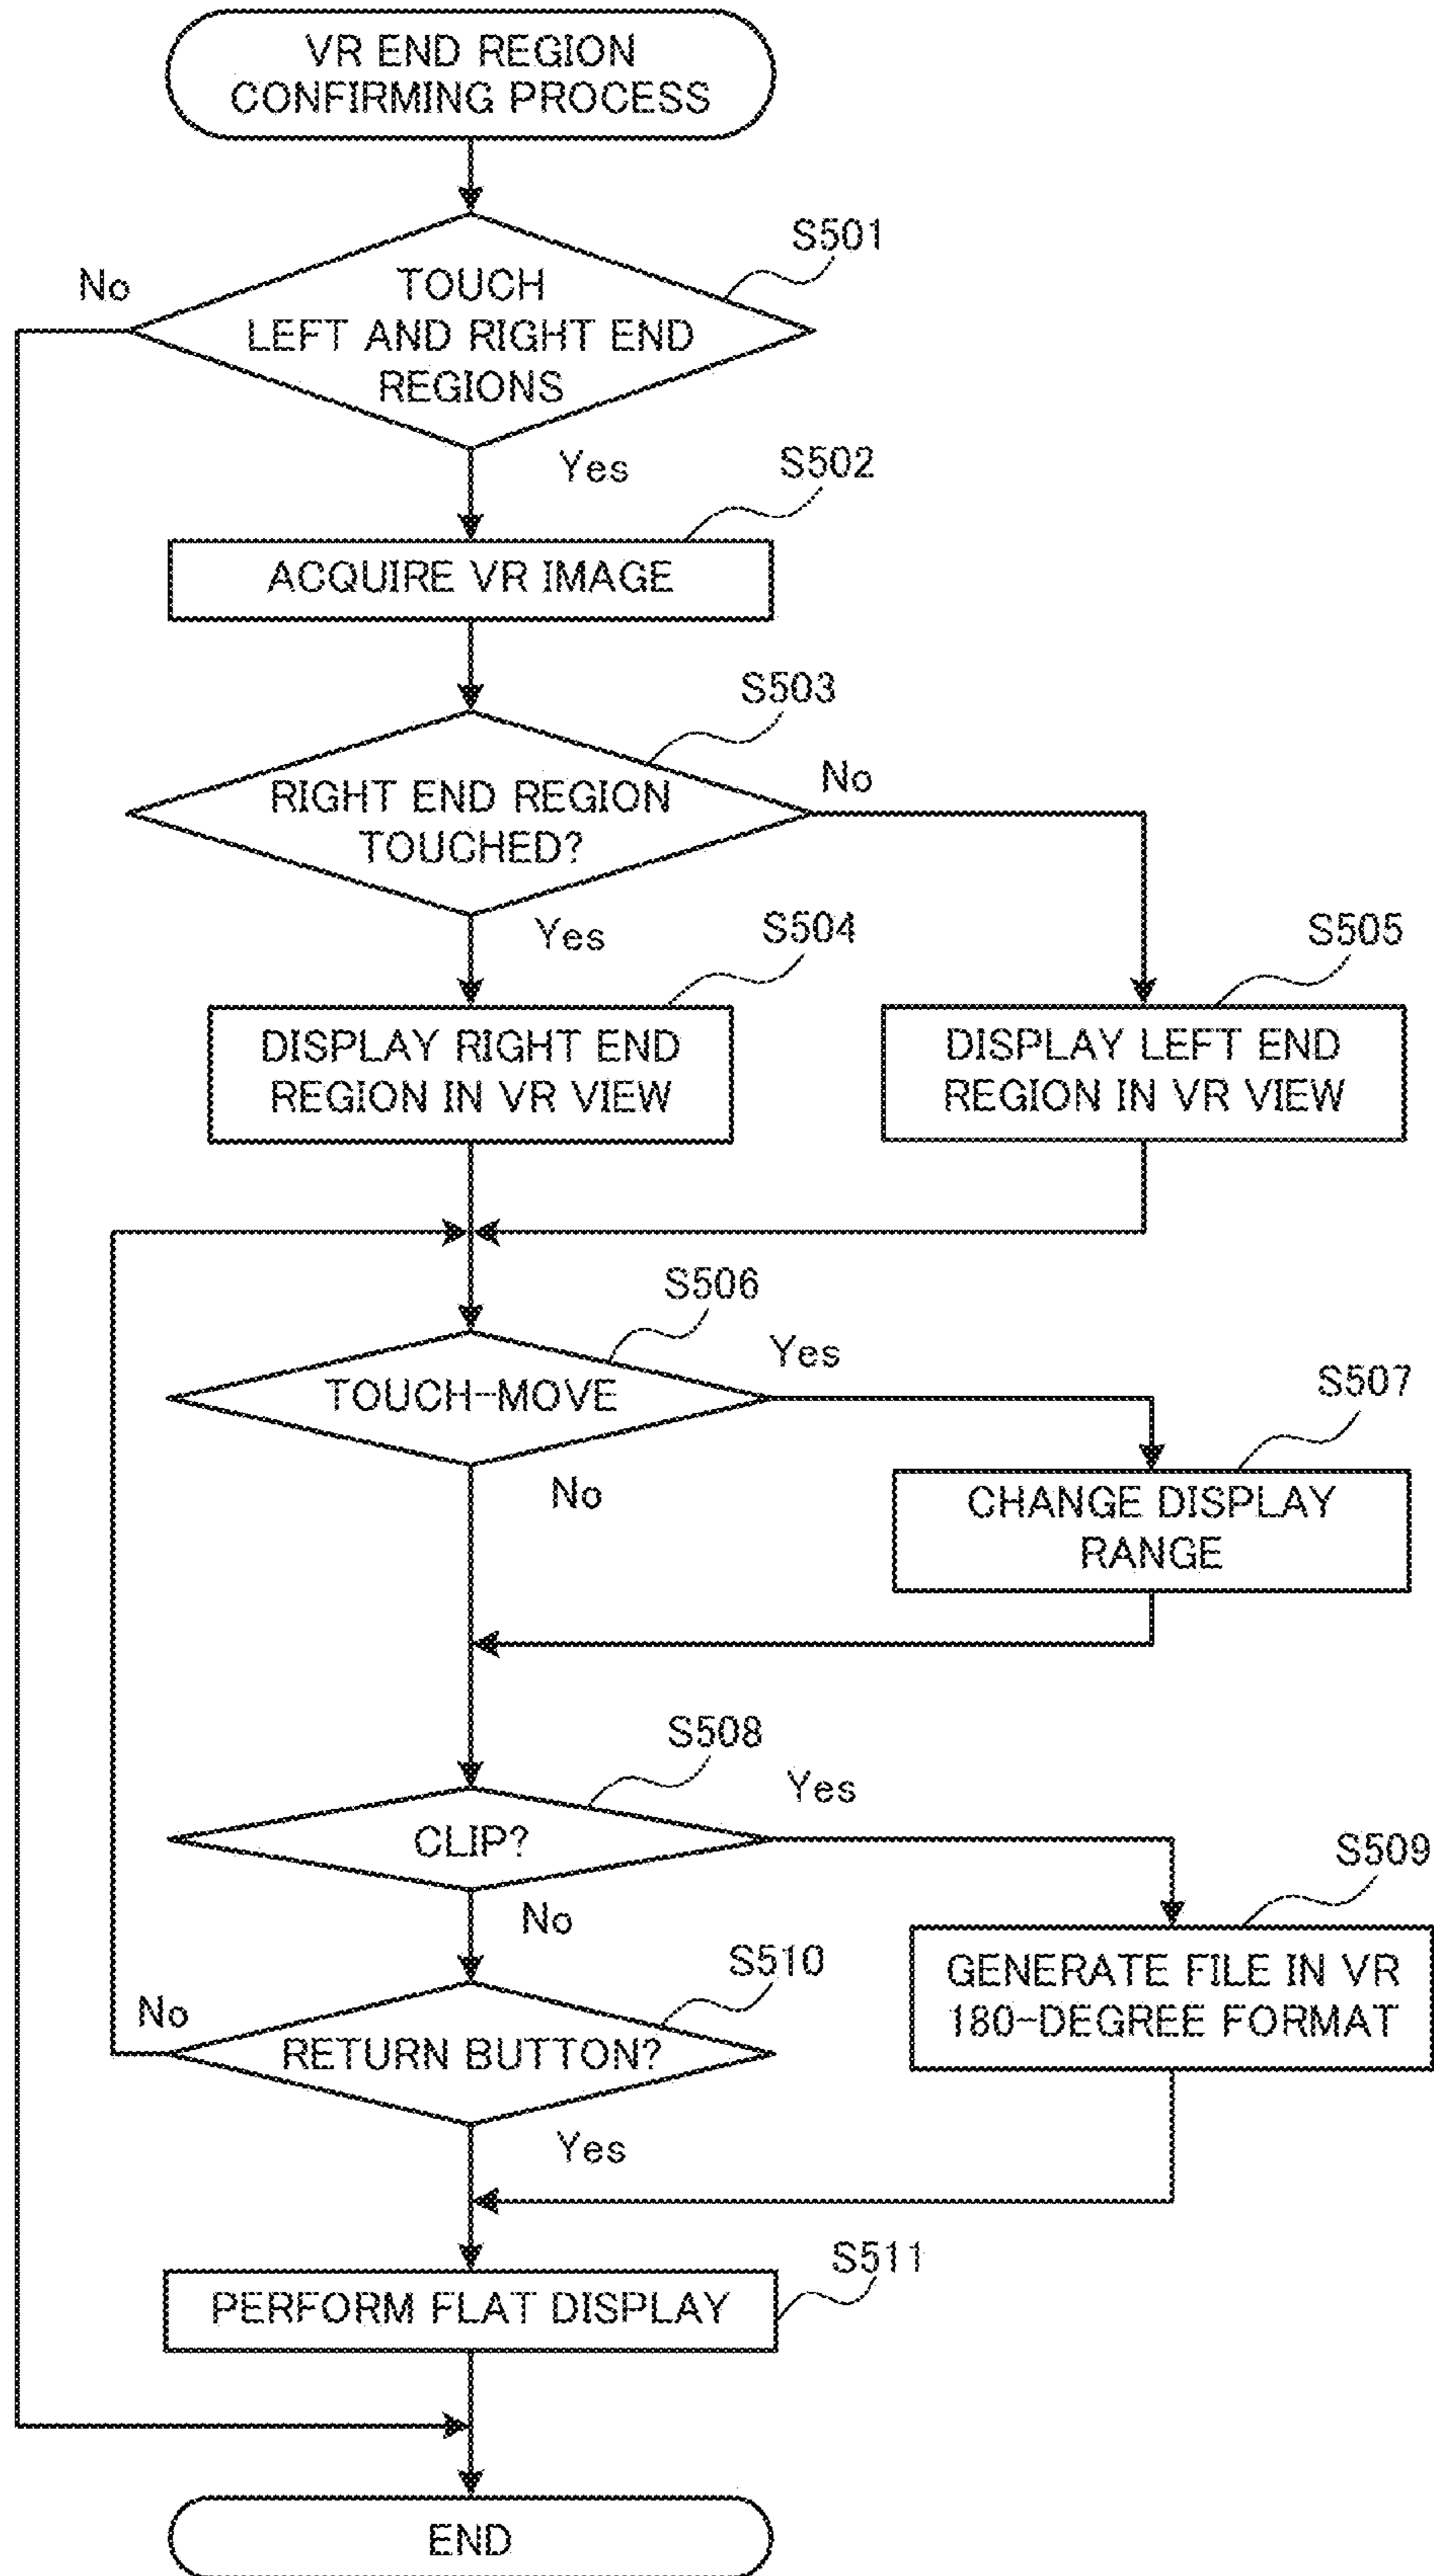 VR END REGION
CONFIRMING PROCESS
S501
No
TOUCH
LEFT AND RIGHT END
REGIONS
Yes
S502
ACQUIRE VR IMAGE
S503
No
RIGHT END REGION
TOUCHED?
Yes
S504
S505
DISPLAY RIGHT END
REGION IN VR VIEW
DISPLAY LEFT END
REGION IN VR VIEW
S506
Yes
TOUCH-MOVE
S507
No
CHANGE DISPLAY
RANGE
S508
Yes
CLIP?
S509
No
S510
GENERATE FILE IN VR
180-DEGREE FORMAT
No
RETURN BUTTON?
Yes
S511
PERFORM FLAT DISPLAY
END